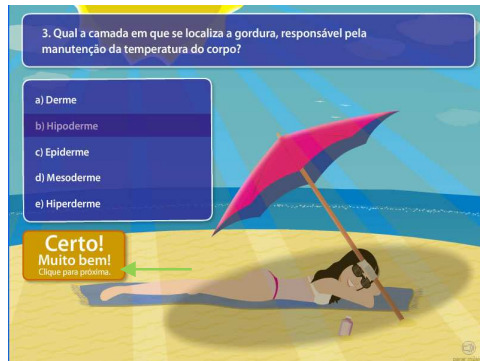 3. Qual a camada em que se localiza a gordura, responsável pela
manutenção da temperatura do corpo?
a) Derme
b) Hipoderme
c) Epiderme
d) Mesoderme
e) Hiperderme
Certo!
Muito bem!
Clique para próxima.